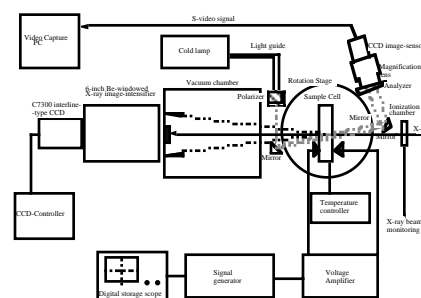 S-video signal
Video Capture
PC
Cold lamp
Light guide
CCD image-sensor
Magnification
lens
Analyzer
6-inch Be-windowed
X-ray image-intensifier
Vacuum chamber
Rotation Stage
Polarizer
Sample Cell
Ionization
chamber
C7300 interline-
-type CCD
Mirror
X-
Mirror
Mirror
CCD-Controller
Temperature
controller
X-ray beam
monitoring
Signal
generator
Voltage
Amplifier
Digital storage scope